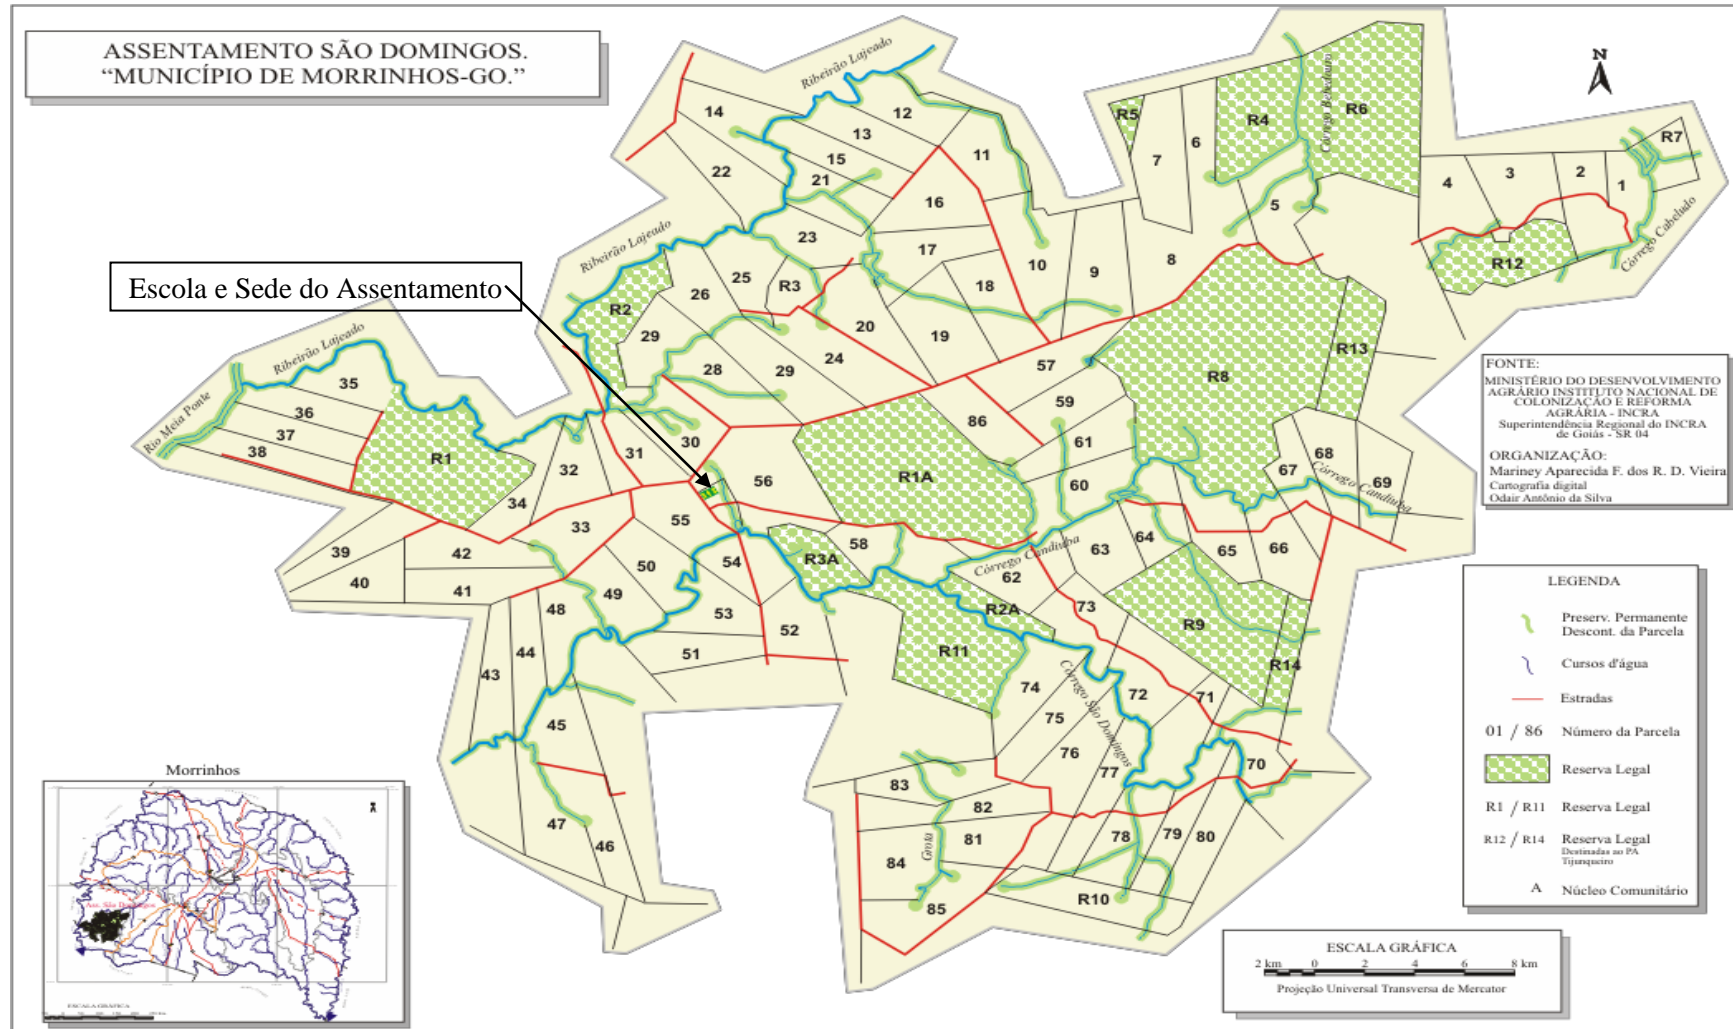 ASSENTAMENTO SÃO DOMINGOS.
“MUNICÍPIO DE MORRINHOS-GO.”
N
Ribeirão Lajeado
14
12
13
15
11
22
21
16
R5
7
6
R4
Córrego Bebedouro
R6
R7
4
3
2
1
5
Córrego Cabeludo
R12
Ribeirão Lajeado
23
17
18
10
9
8
Escola e Sede do Assentamento
R2
26
25
R3
20
19
24
29
28
29
57
R8
R13
Ribeirão Lajeado
Rio Meia Ponte
35
36
37
38
R1
34
32
31
30
56
R1A
86
59
61
60
67
68
69
Córrego Candiuba
FONTE:
MINISTÉRIO DO DESENVOLVIMENTO
AGRÁRIO INSTITUTO NACIONAL DE
COLONIZAÇÃO E REFORMA
AGRÁRIA - INCRA
Superintendência Regional do INCRA
de Goiás - SR 04
ORGANIZAÇÃO:
Mariney Aparecida F. dos R. D. Vieira
Cartografia digital
Odair Antônio da Silva
33
55
54
58
R3A
Córrego Candiuba
62
63
64
65
66
39
40
42
41
50
49
48
53
52
51
R11
R2A
73
R9
R14
43
44
45
47
46
74
75
76
77
72
71
70
Córrego São Domingos
83
82
81
84
85
Grota
78
79
80
R10
LEGENDA
Preserv. Permanente
Descont. da Parcela
Cursos d'água
Estradas
01 / 86 Número da Parcela
Reserva Legal
R1 / R11 Reserva Legal
R12 / R14 Reserva Legal
Destinadas ao PA
Tijunqueiro
A Núcleo Comunitário
Morrinhos
Ass. São Domingos
ESCALA GRÁFICA
ESCALA GRÁFICA
2 km 0 2 4 6 8 km
Projeção Universal Transversa de Mercator